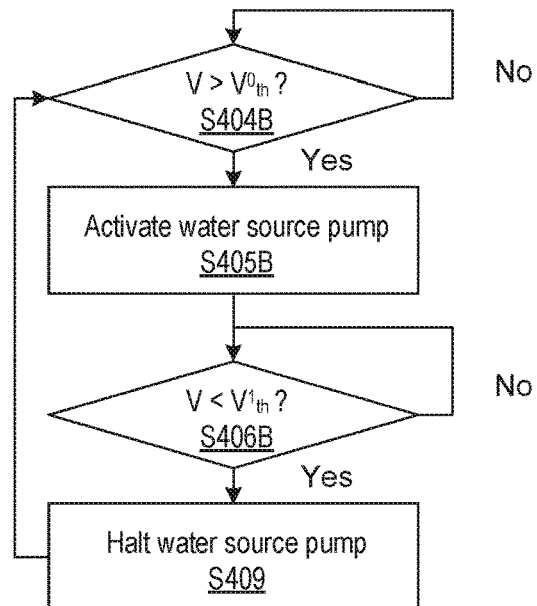 V > V⁰th ?
S404B
No
Yes
Activate water source pump
S405B
V < V¹th ?
S406B
No
Yes
Halt water source pump
S409